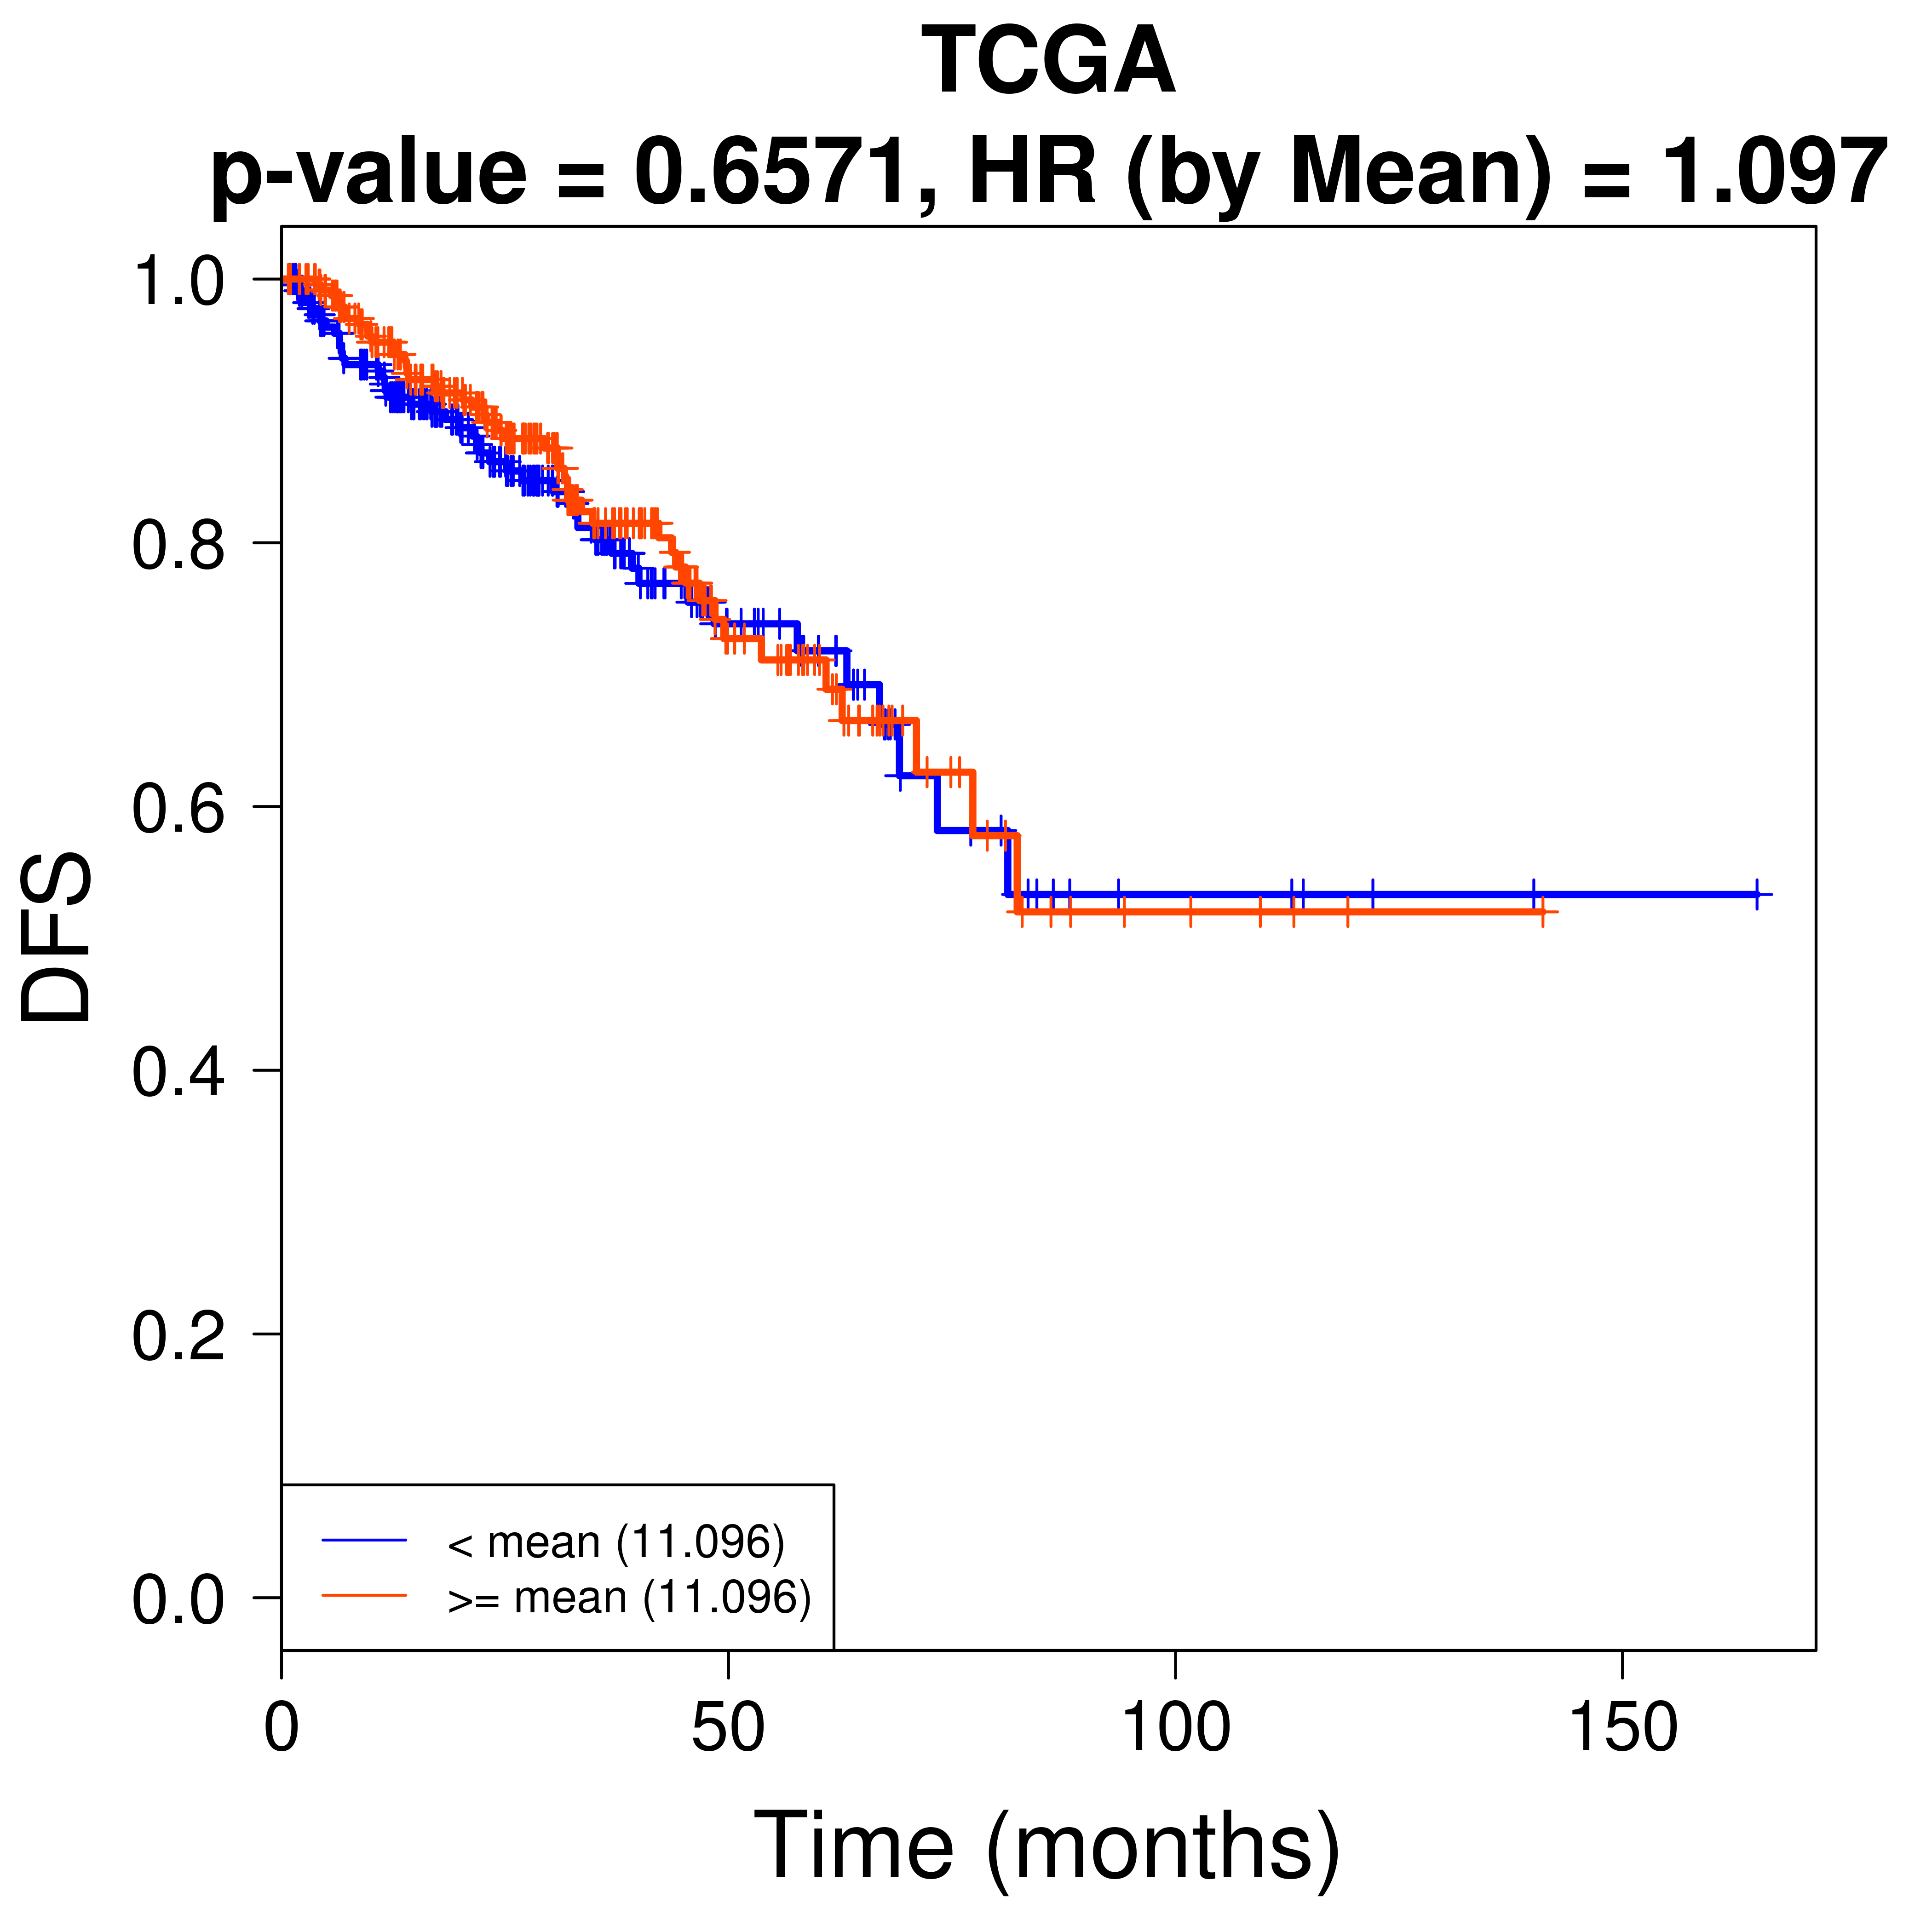 TCGA
p-value = 0.6571, HR (by Mean) = 1.097
1.0
0.8
0.6
0.4
0.2
0.0
DFS
< mean (11.096)
>= mean (11.096)
0 50 100 150
Time (months)